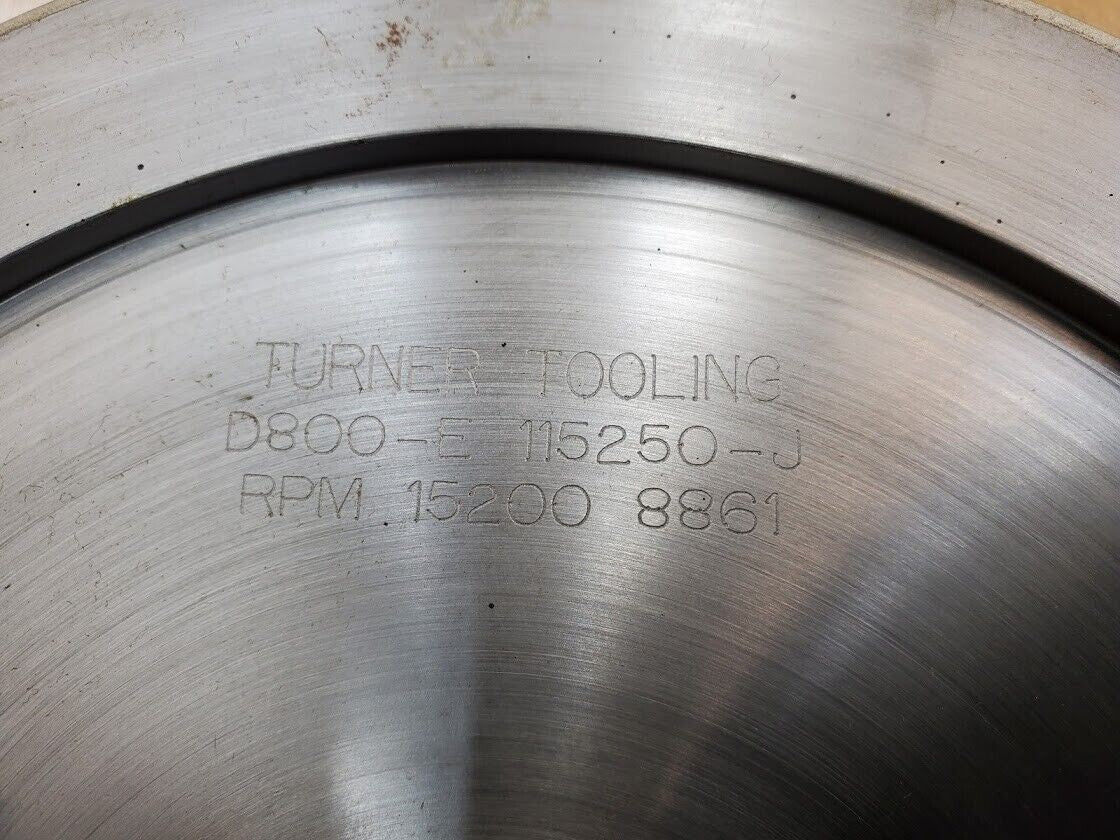 TURNER TOOLING
D800-E 115250-J
RPM 15200 8861